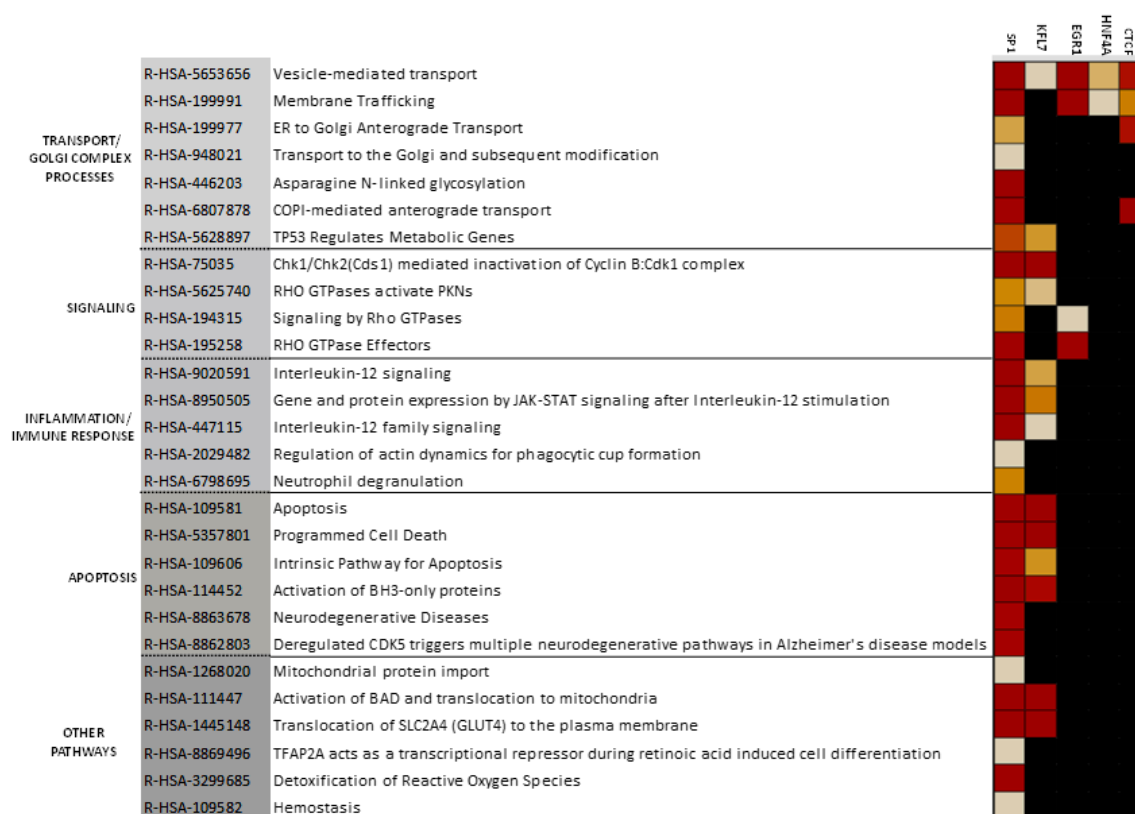 SP1 KFL7 EGR1 HNF4A CTCF
TRANSPORT/
GOLGI COMPLEX
PROCESSES
R-HSA-5653656 Vesicle-mediated transport
R-HSA-199991 Membrane Trafficking
R-HSA-199977 ER to Golgi Anterograde Transport
R-HSA-948021 Transport to the Golgi and subsequent modification
R-HSA-446203 Asparagine N-linked glycosylation
R-HSA-6807878 COPI-mediated anterograde transport
R-HSA-5628897 TP53 Regulates Metabolic Genes
SIGNALING
R-HSA-75035 Chk1/Chk2(Cds1) mediated inactivation of Cyclin B:Cdk1 complex
R-HSA-5625740 RHO GTPases activate PKNs
R-HSA-194315 Signaling by Rho GTPases
R-HSA-195258 RHO GTPase Effectors
INFLAMMATION/
IMMUNE RESPONSE
R-HSA-9020591 Interleukin-12 signaling
R-HSA-8950505 Gene and protein expression by JAK-STAT signaling after Interleukin-12 stimulation
R-HSA-447115 Interleukin-12 family signaling
R-HSA-2029482 Regulation of actin dynamics for phagocytic cup formation
R-HSA-6798695 Neutrophil degranulation
APOPTOSIS
R-HSA-109581 Apoptosis
R-HSA-5357801 Programmed Cell Death
R-HSA-109606 Intrinsic Pathway for Apoptosis
R-HSA-114452 Activation of BH3-only proteins
R-HSA-8863678 Neurodegenerative Diseases
R-HSA-8862803 Deregulated CDK5 triggers multiple neurodegenerative pathways in Alzheimer's disease models
OTHER
PATHWAYS
R-HSA-1268020 Mitochondrial protein import
R-HSA-111447 Activation of BAD and translocation to mitochondria
R-HSA-1445148 Translocation of SLC2A4 (GLUT4) to the plasma membrane
R-HSA-8869496 TFAP2A acts as a transcriptional repressor during retinoic acid induced cell differentiation
R-HSA-3299685 Detoxification of Reactive Oxygen Species
R-HSA-109582 Hemostasis